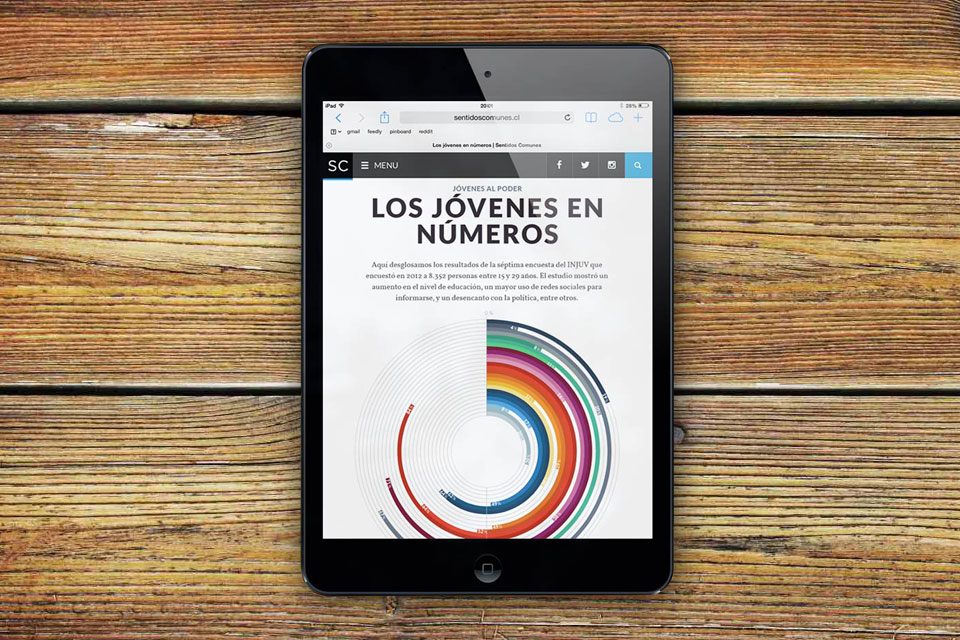 iPad 20:01 28%
sentidoscomunes.cl
gmail feedly pinboard reddit
Los jóvenes en números | Sentidos Comunes
SC MENU
JÓVENES AL PODER
LOS JÓVENES EN
NÚMEROS
Aquí desglosamos los resultados de la séptima encuesta del INJUV que
encuestó en 2012 a 8.352 personas entre 15 y 29 años. El estudio mostró un
aumento en el nivel de educación, un mayor uso de redes sociales para
informarse, y un desencanto con la política, entre otros.
0%